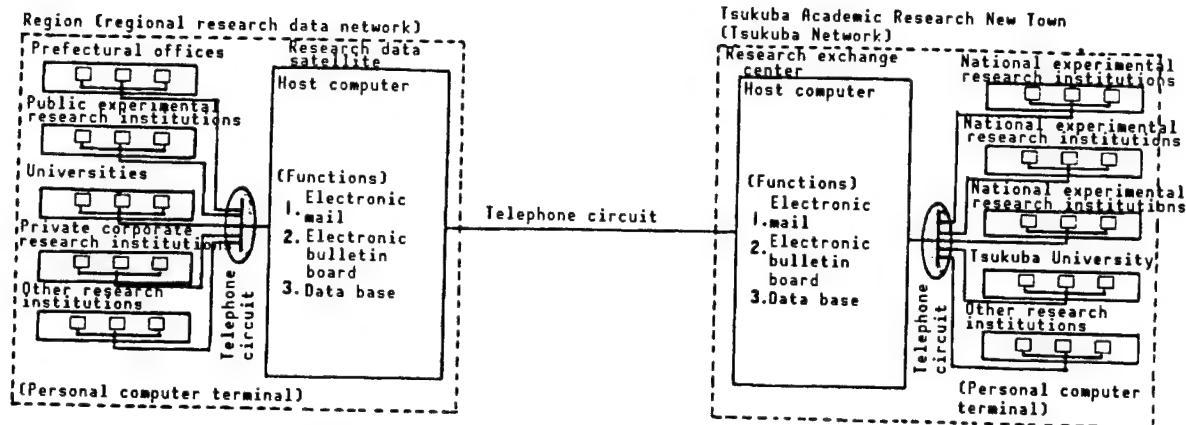 Region (regional research data network)
Prefectural offices
Public experimental
research institutions
Universities
Private corporate
research institutions
Other research
institutions
(Personal computer terminal)
Telephone
circuit
Research data
satellite
Host computer
(Functions)
1. Electronic
mail
2. Electronic
bulletin
board
3. Data base
Telephone circuit
Tsukuba Academic Research New Town
(Tsukuba Network)
Research exchange
center
Host computer
(Functions)
Electronic
1. mail
2. Electronic
bulletin
board
3. Data base
Telephone
circuit
National experimental
research institutions
National experimental
research institutions
National experimental
research institutions
Tsukuba University
Other research
institutions
(Personal computer
terminal)